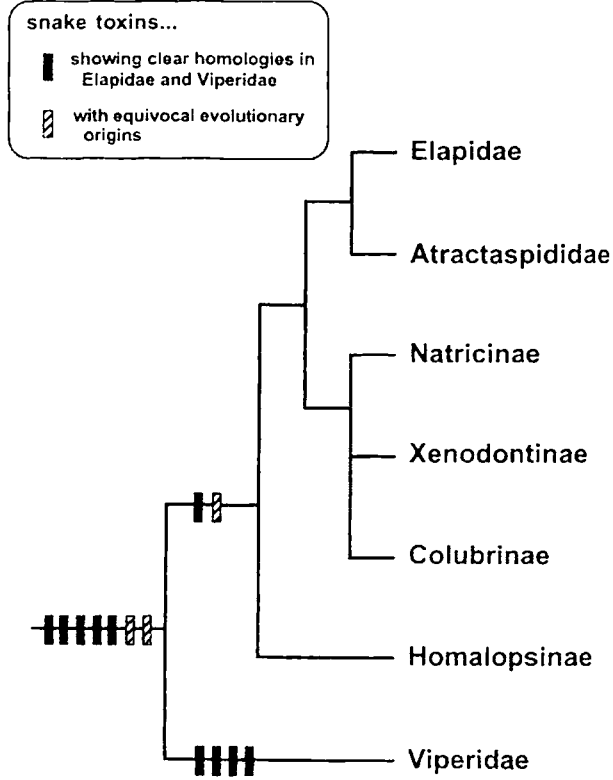 snake toxins...
showing clear homologies in
Elapidae and Viperidae
with equivocal evolutionary
origins
Elapidae
Atractaspididae
Natricinae
Xenodontinae
Colubrinae
Homalopsinae
Viperidae